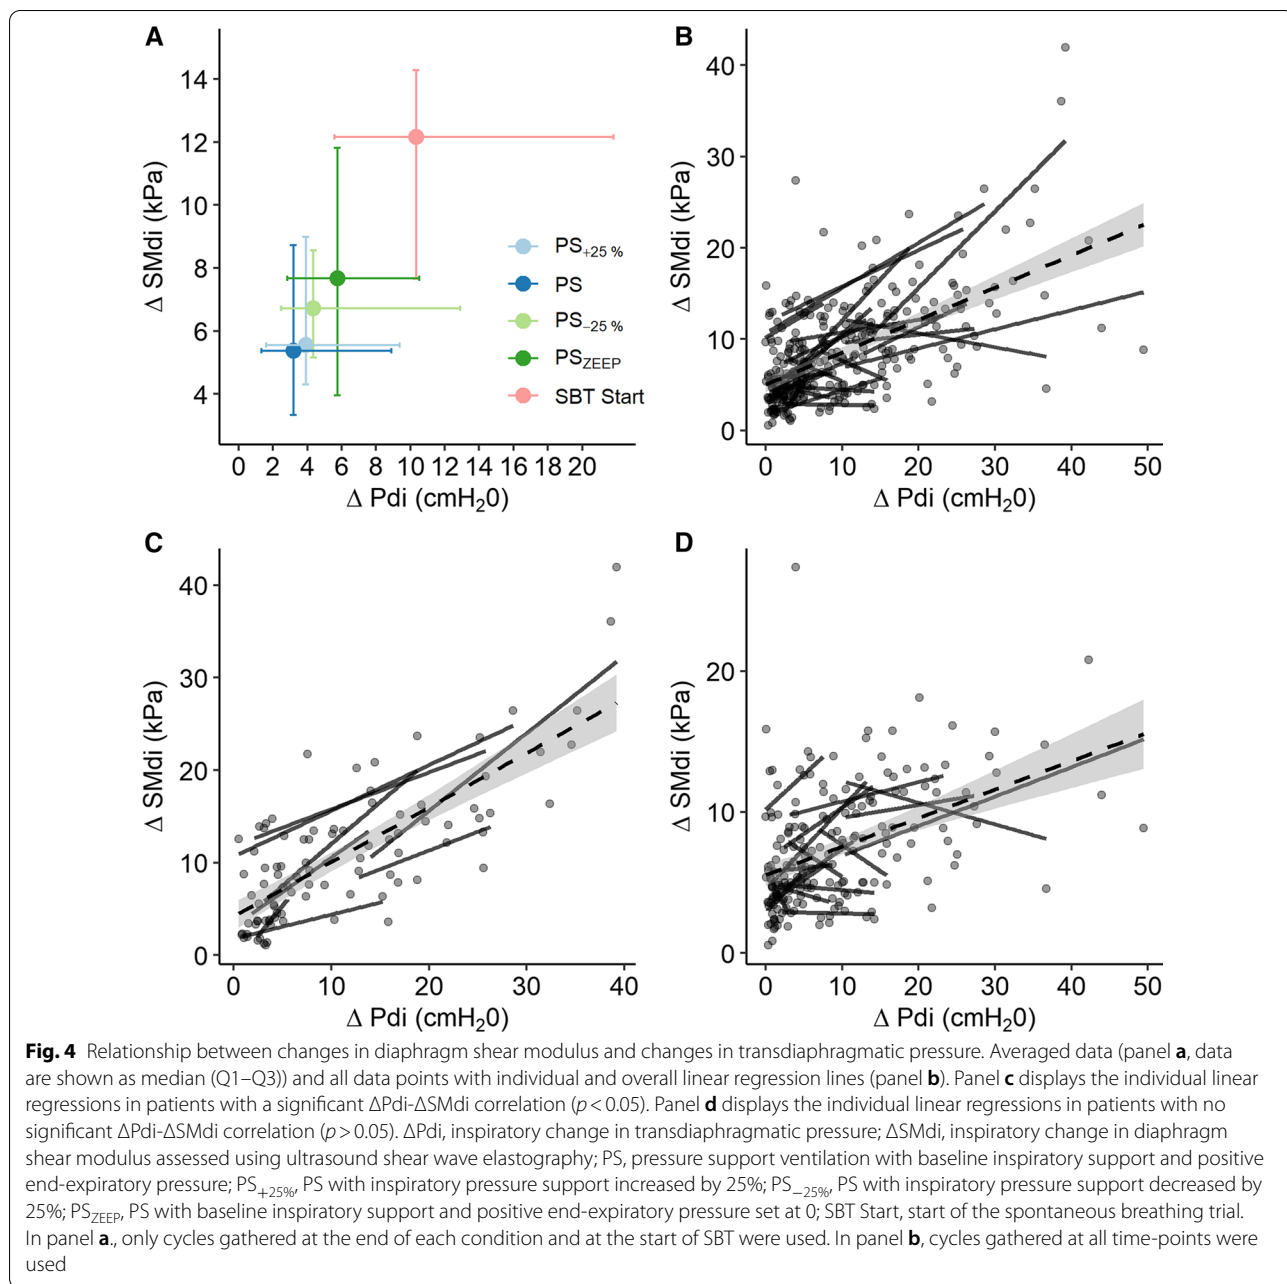 A
Δ SMdi (kPa)
14
12
10
8
6
4
PS+25 %
PS
PS−25 %
PSZEEP
SBT Start
0 2 4 6 8 10 12 14 16 18 20
Δ Pdi (cmH20)
B
Δ SMdi (kPa)
40
30
20
10
0
0 10 20 30 40 50
Δ Pdi (cmH20)
C
Δ SMdi (kPa)
40
30
20
10
0
0 10 20 30 40
Δ Pdi (cmH20)
D
Δ SMdi (kPa)
20
10
0
0 10 20 30 40 50
Δ Pdi (cmH20)
Fig. 4 Relationship between changes in diaphragm shear modulus and changes in transdiaphragmatic pressure. Averaged data (panel a, data
are shown as median (Q1–Q3)) and all data points with individual and overall linear regression lines (panel b). Panel c displays the individual linear
regressions in patients with a significant ΔPdi-ΔSMdi correlation (p < 0.05). Panel d displays the individual linear regressions in patients with no
significant ΔPdi-ΔSMdi correlation (p > 0.05). ΔPdi, inspiratory change in transdiaphragmatic pressure; ΔSMdi, inspiratory change in diaphragm
shear modulus assessed using ultrasound shear wave elastography; PS, pressure support ventilation with baseline inspiratory support and positive
end-expiratory pressure; PS+25%, PS with inspiratory pressure support increased by 25%; PS−25%, PS with inspiratory pressure support decreased by
25%; PSZEEP, PS with baseline inspiratory support and positive end-expiratory pressure set at 0; SBT Start, start of the spontaneous breathing trial.
In panel a., only cycles gathered at the end of each condition and at the start of SBT were used. In panel b, cycles gathered at all time-points were
used